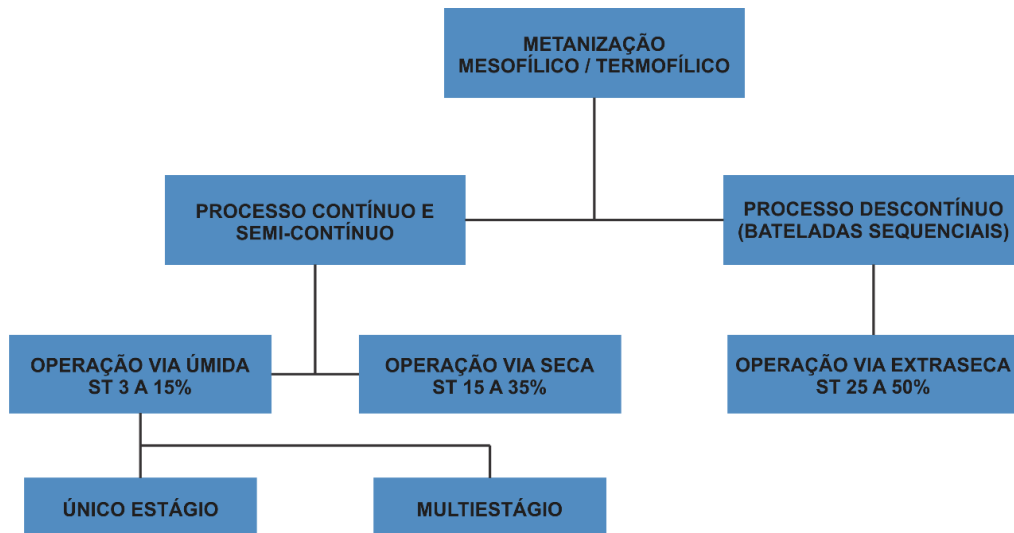 METANIZAÇÃO
MESOFÍLICO / TERMOFÍLICO
PROCESSO CONTÍNUO E
SEMI-CONTÍNUO
PROCESSO DESCONTÍNUO
(BATELADAS SEQUENCIAIS)
OPERAÇÃO VIA ÚMIDA
ST 3 A 15%
OPERAÇÃO VIA SECA
ST 15 A 35%
OPERAÇÃO VIA EXTRASECA
ST 25 A 50%
ÚNICO ESTÁGIO
MULTIESTÁGIO